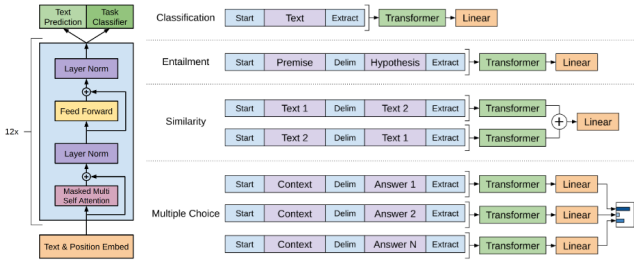 Text Prediction
Task Classifier
Layer Norm
Feed Forward
12x
Layer Norm
Masked Multi
Self Attention
Text & Position Embed
Classification
Start Text Extract Transformer Linear
Entailment
Start Premise Delim Hypothesis Extract Transformer Linear
Similarity
Start Text 1 Delim Text 2 Extract Transformer
+ Linear
Start Text 2 Delim Text 1 Extract Transformer
Multiple Choice
Start Context Delim Answer 1 Extract Transformer Linear
Start Context Delim Answer 2 Extract Transformer Linear
Start Context Delim Answer N Extract Transformer Linear